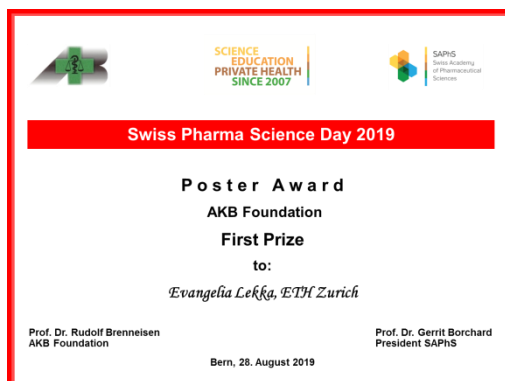 SCIENCE
EDUCATION
PRIVATE HEALTH
SINCE 2007
SAPhS
Swiss Academy
of Pharmaceutical
Sciences
Swiss Pharma Science Day 2019
Poster Award
AKB Foundation
First Prize
to:
Evangelia Lekka, ETH Zurich
Prof. Dr. Rudolf Brenneisen
AKB Foundation
Prof. Dr. Gerrit Borchard
President SAPhS
Bern, 28. August 2019